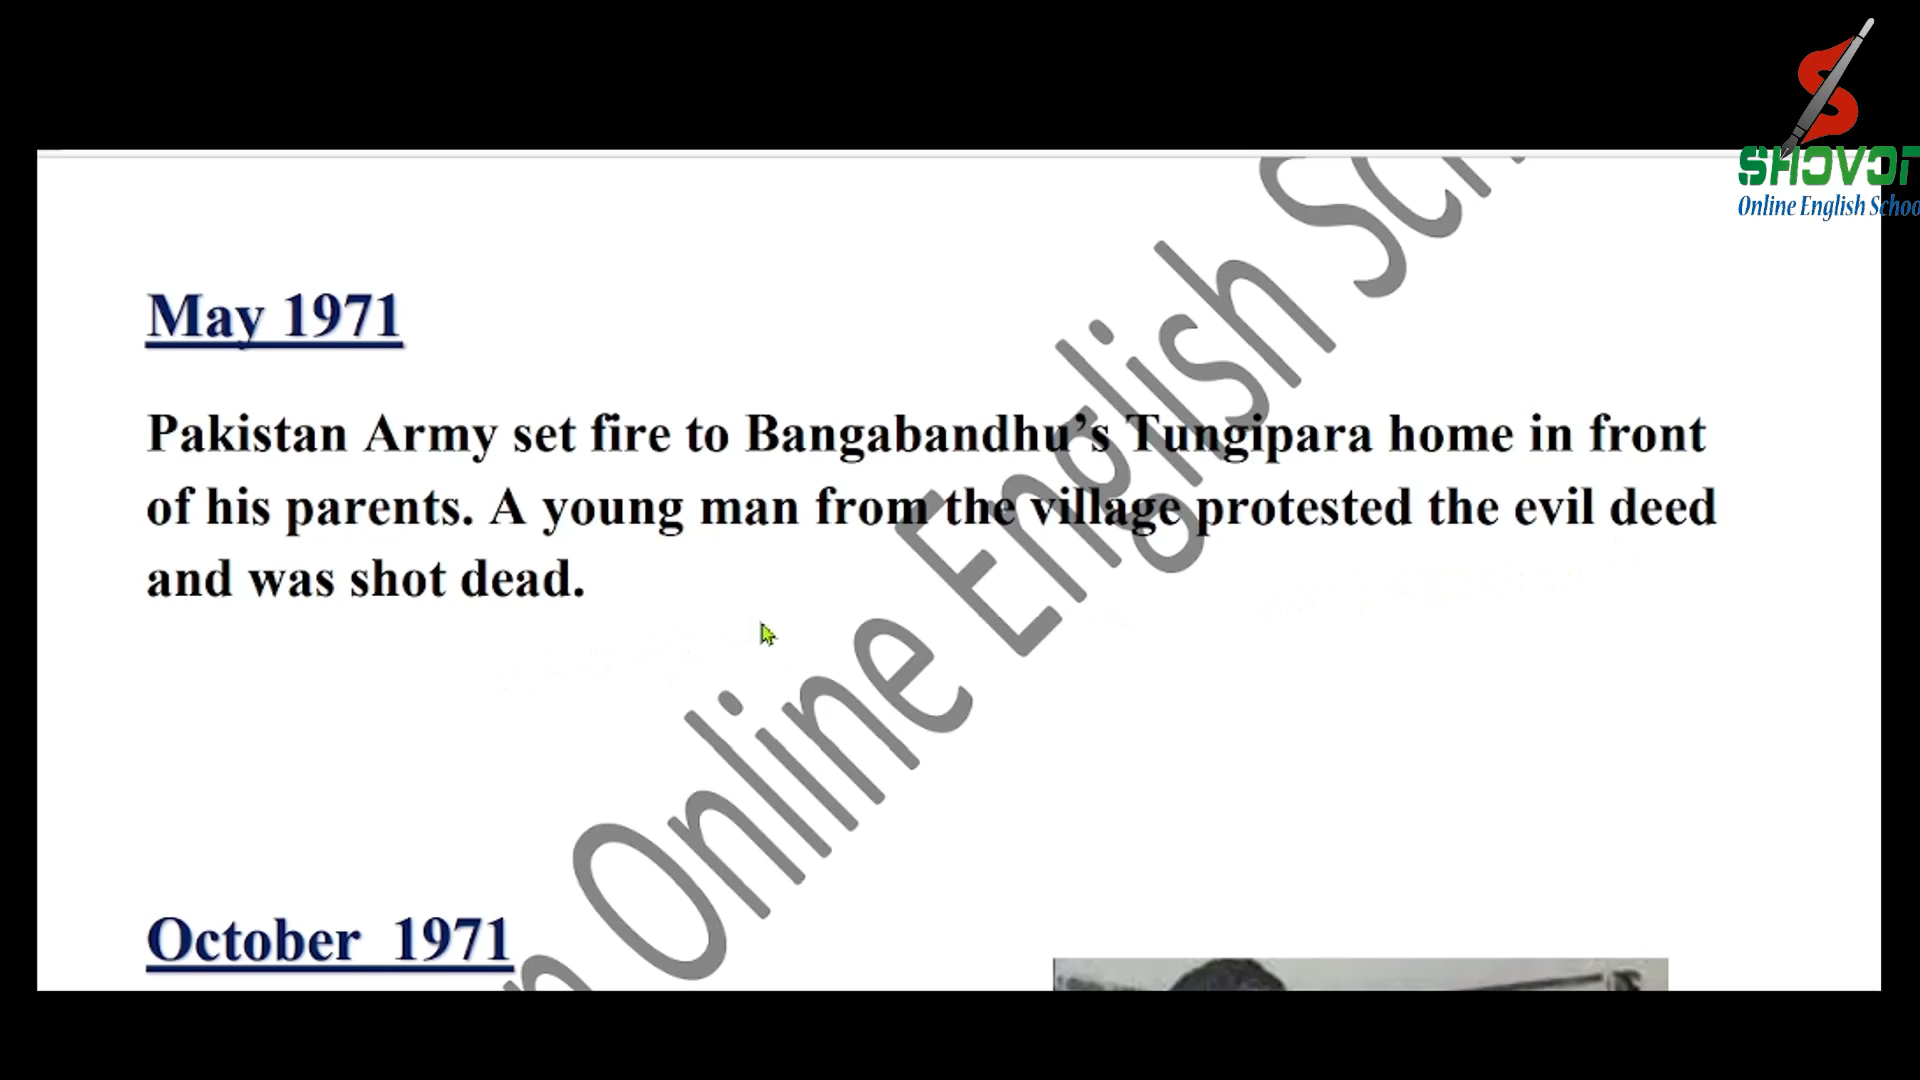 SHOVON
Online English School
May 1971
Pakistan Army set fire to Bangabandhu’s Tungipara home in front
of his parents. A young man from the village protested the evil deed
and was shot dead.
n Online English Sch
October 1971